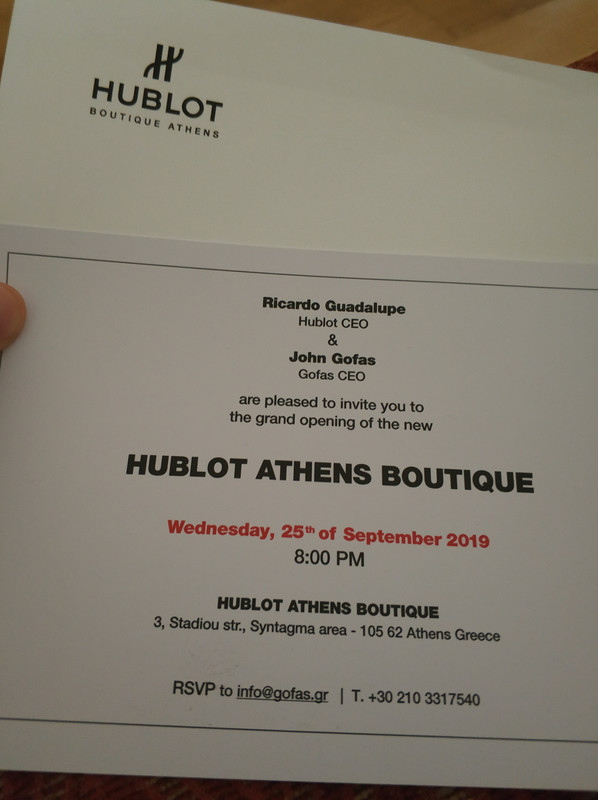 HUBLOT
BOUTIQUE ATHENS
Ricardo Guadalupe
Hublot CEO
&
John Gofas
Gofas CEO
are pleased to invite you to
the grand opening of the new
HUBLOT ATHENS BOUTIQUE
Wednesday, 25th of September 2019
8:00 PM
HUBLOT ATHENS BOUTIQUE
3, Stadiou str., Syntagma area - 105 62 Athens Greece
RSVP to info@gofas.gr | T. +30 210 3317540